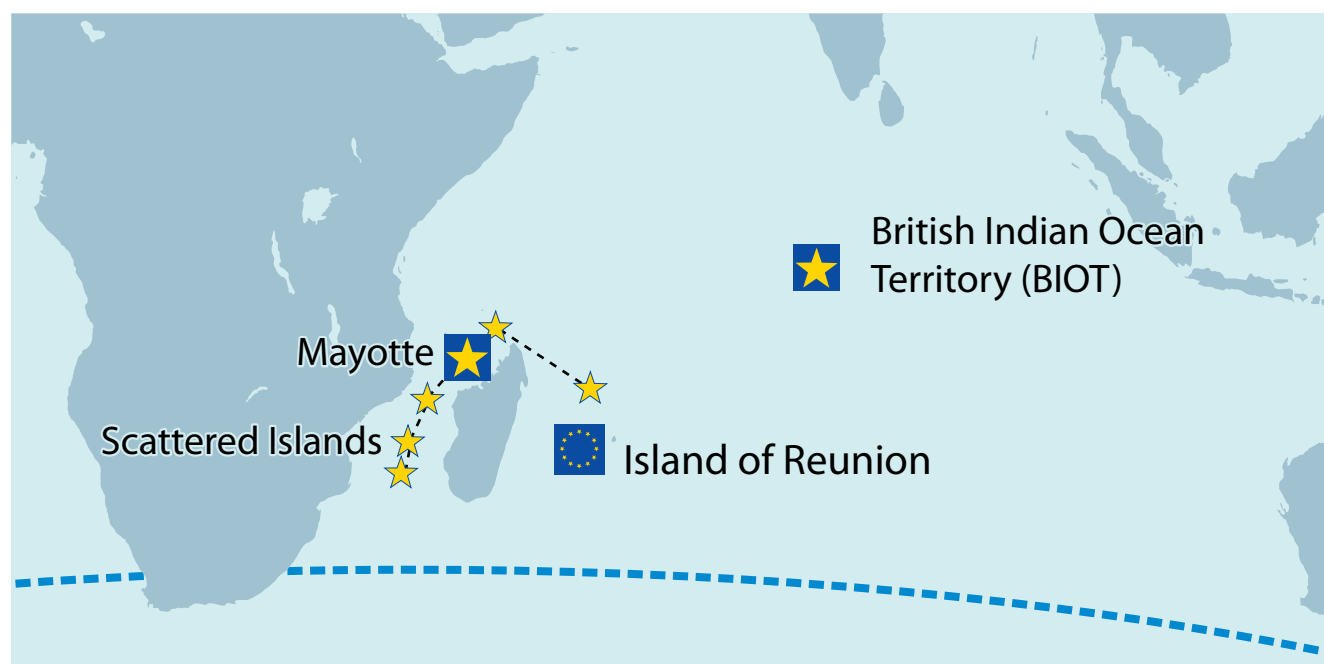 British Indian Ocean
Territory (BIOT)
Mayotte
Scattered Islands
Island of Reunion